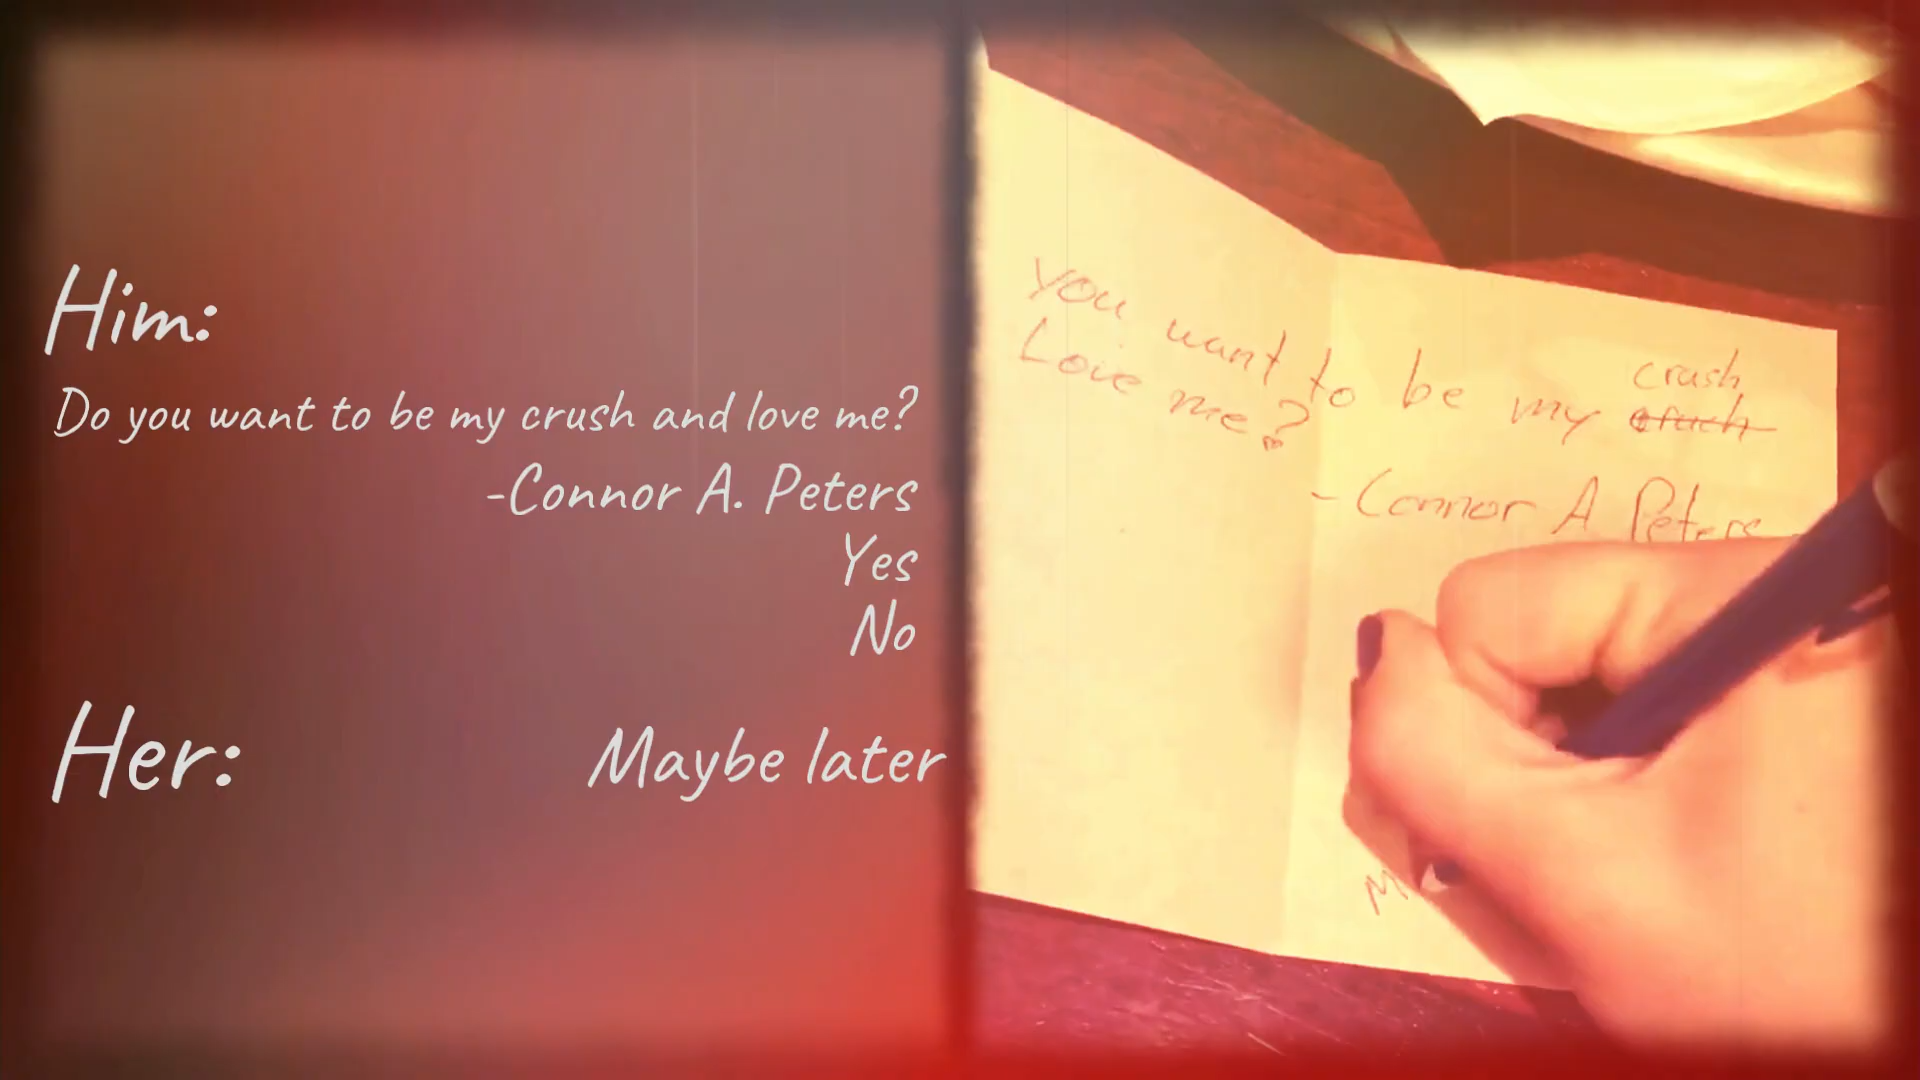 Him:
Do you want to be my crush and love me?
-Connor A. Peters
Yes
No
Her:
Maybe later
You want to be my crush
Love me?
- Connor A Peters
M